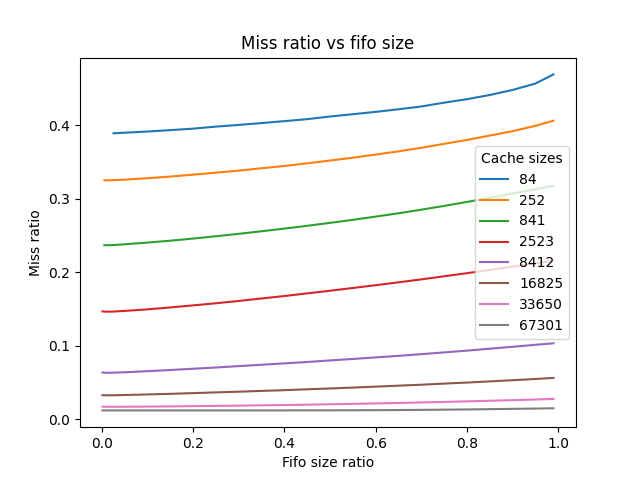 Miss ratio vs fifo size
Miss ratio
0.4
0.3
0.2
0.1
0.0
Cache sizes
84
252
841
2523
8412
16825
33650
67301
0.0 0.2 0.4 0.6 0.8 1.0
Fifo size ratio